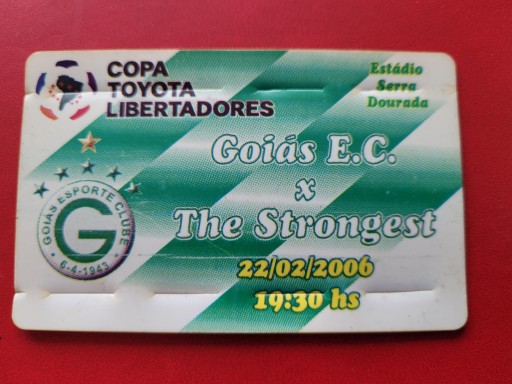 COPA
TOYOTA
LIBERTADORES
Estádio
Serra
Dourada
Goiás E.C.
x
The Strongest
GOIÁS ESPORTE CLUBE
G
6-4-1943
22/02/2006
19:30 hs